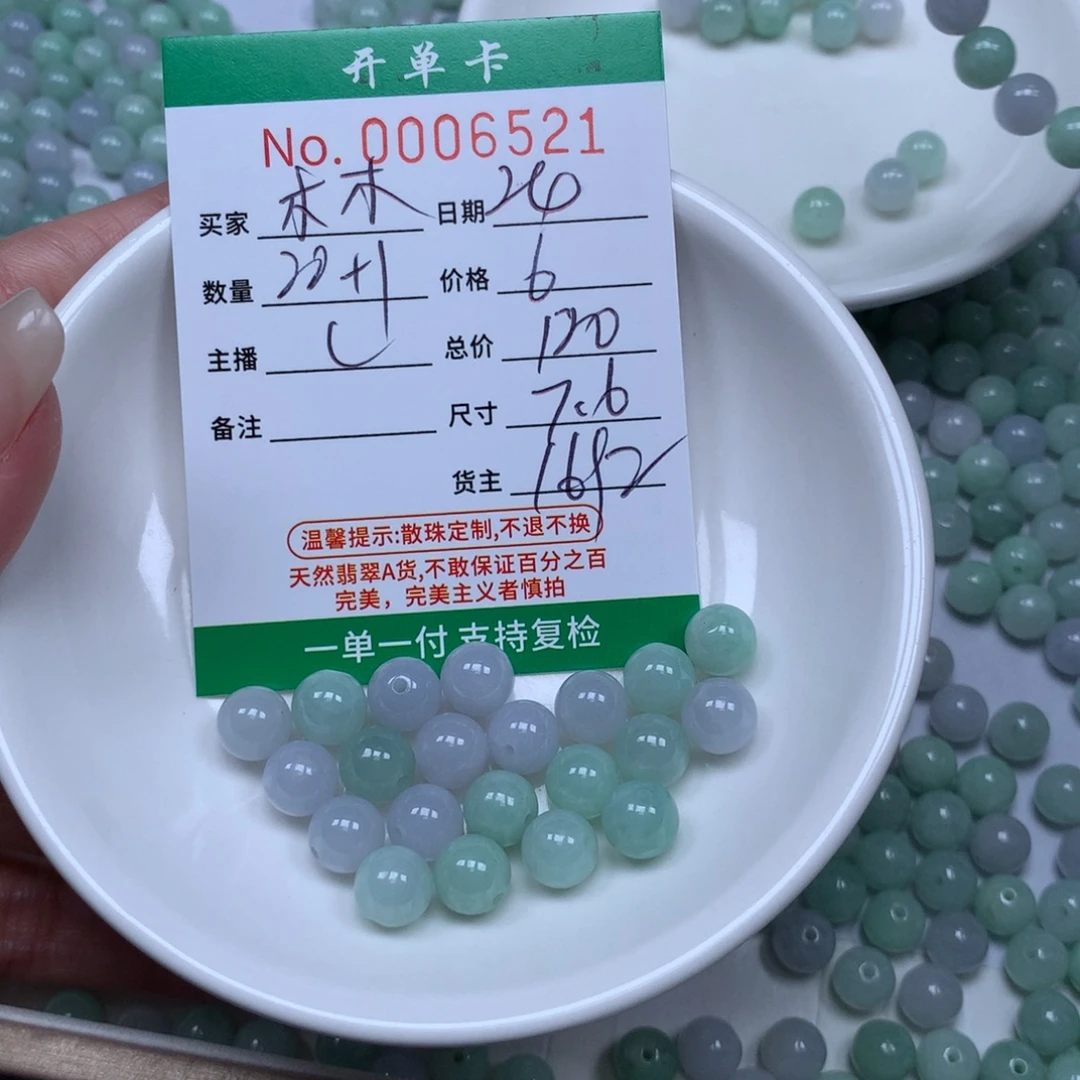 开单卡
No. 0006521
买家 木木 日期 26
数量 20+1 价格 6
主播 总价 120
尺寸 7.6
备注
货主
温馨提示:散珠定制,不退不换
天然翡翠A货,不敢保证百分之百
完美，完美主义者慎拍
一单一付 支持复检